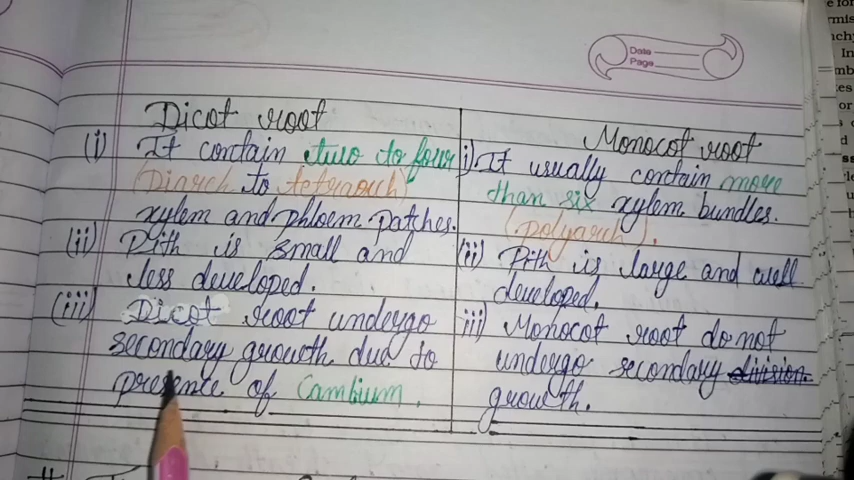 Date
Page
Dicot root
(i) It contain two to four
(Diarch to tetraarch)
xylem and phloem patches.
(ii) Pith is small and
less developed.
(iii) Dicot root undergo
secondary growth due to
presence of Cambium.
Monocot root
i) It usually contain more
than six xylem bundles.
(polyarch).
(ii) Pith is large and well
developed.
iii) Monocot root do not
undergo secondary division.
growth.